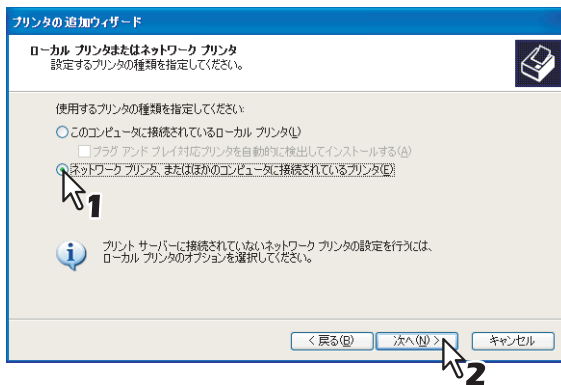 プリンタの追加ウィザード
ローカル プリンタまたはネットワーク プリンタ
設定するプリンタの種類を指定してください。
使用するプリンタの種類を指定してください:
このコンピュータに接続されているローカル プリンタ(L)
プラグ アンド プレイ対応プリンタを自動的に検出してインストールする(A)
ネットワーク プリンタ、またはほかのコンピュータに接続されているプリンタ(E)
1
プリント サーバーに接続されていないネットワーク プリンタの設定を行うには、
ローカル プリンタのオプションを選択してください。
< 戻る(B) 次へ(N) > キャンセル
2